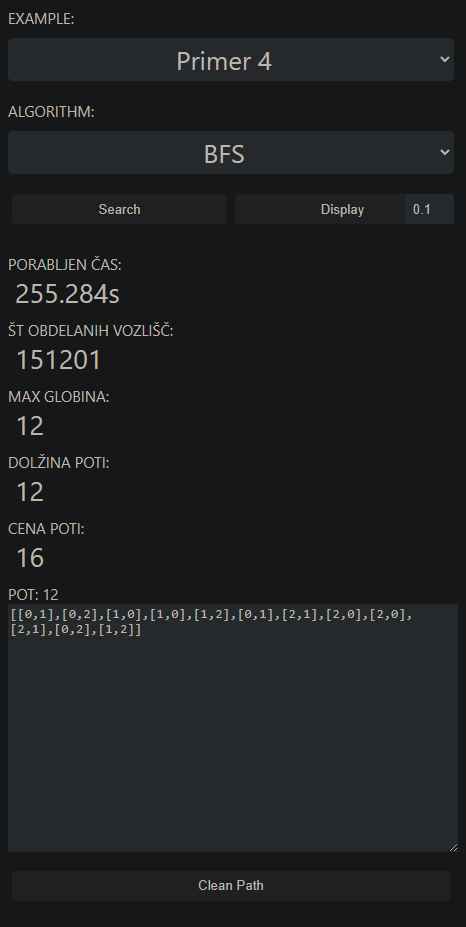 EXAMPLE:
Primer 4
ALGORITHM:
BFS
Search
Display
0.1
PORABLJEN ČAS:
255.284s
ŠT OBDELANIH VOZLIŠČ:
151201
MAX GLOBINA:
12
DOLŽINA POTI:
12
CENA POTI:
16
POT: 12
[[0,1],[0,2],[1,0],[1,0],[1,2],[0,1],[2,1],[2,0],[2,0],
[2,1],[0,2],[1,2]]
Clean Path